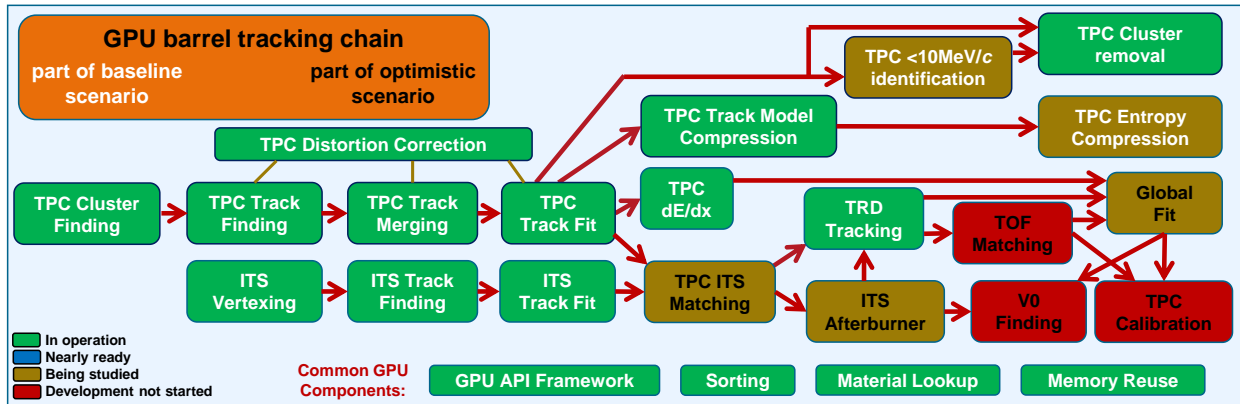 GPU barrel tracking chain
part of baseline
scenario
part of optimistic
scenario
TPC <10MeV/c
identification
TPC Cluster
removal
TPC Distortion Correction
TPC Track Model
Compression
TPC Entropy
Compression
TPC Cluster
Finding
TPC Track
Finding
TPC Track
Merging
TPC
Track Fit
TPC
dE/dx
TRD
Tracking
TOF
Matching
Global
Fit
ITS
Vertexing
ITS Track
Finding
ITS
Track Fit
TPC ITS
Matching
ITS
Afterburner
V0
Finding
TPC
Calibration
In operation
Nearly ready
Being studied
Development not started
Common GPU
Components:
GPU API Framework
Sorting
Material Lookup
Memory Reuse